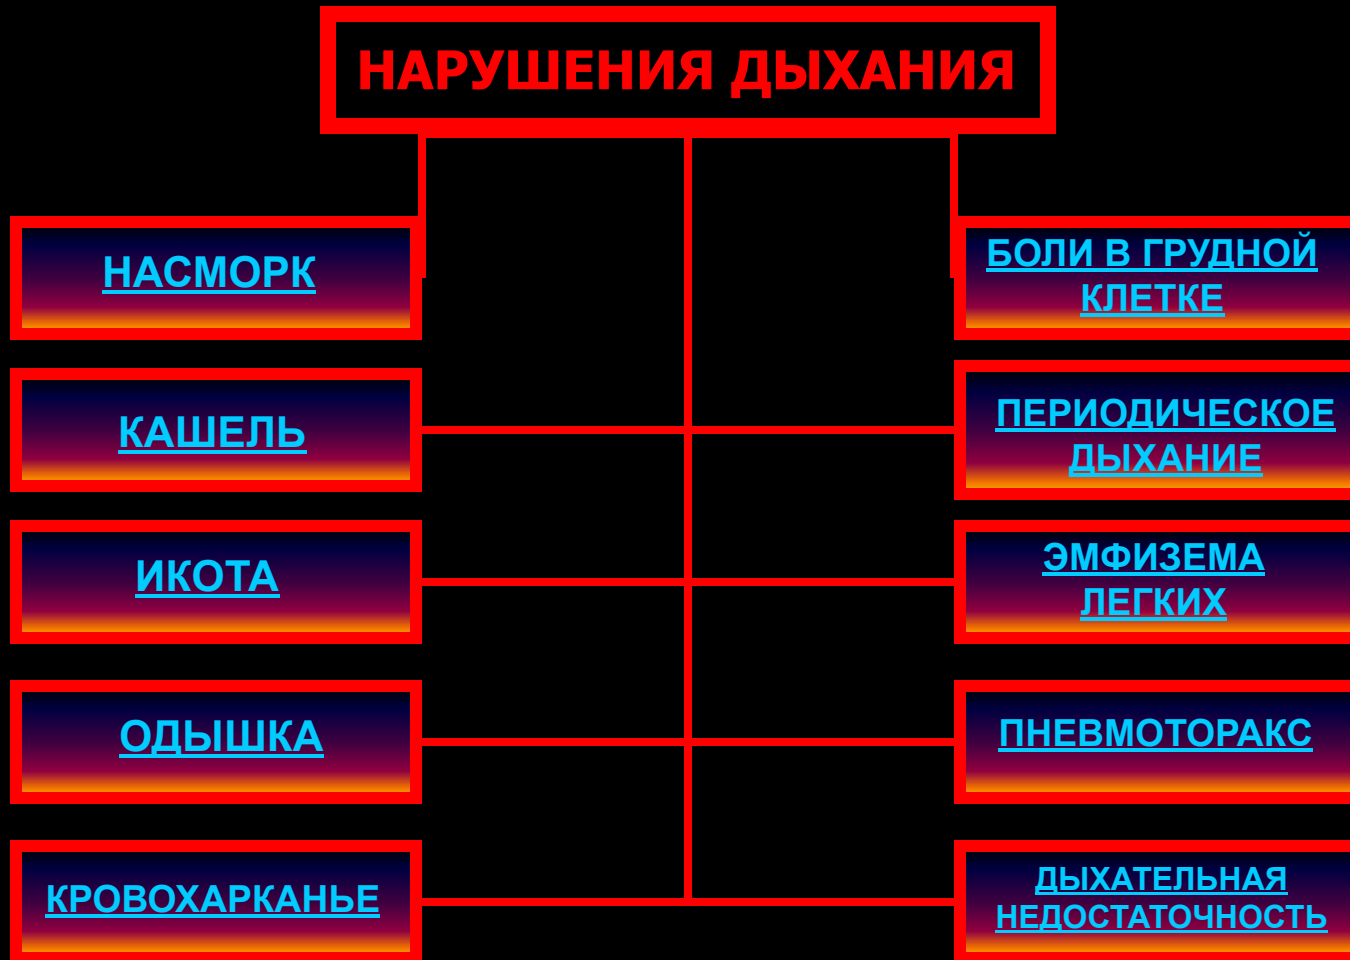 НАРУШЕНИЯ ДЫХАНИЯ
НАСМОРК
КАШЕЛЬ
ИКОТА
ОДЫШКА
КРОВОХАРКАНЬЕ
БОЛИ В ГРУДНОЙ
КЛЕТКЕ
ПЕРИОДИЧЕСКОЕ
ДЫХАНИЕ
ЭМФИЗЕМА
ЛЕГКИХ
ПНЕВМОТОРАКС
ДЫХАТЕЛЬНАЯ
НЕДОСТАТОЧНОСТЬ